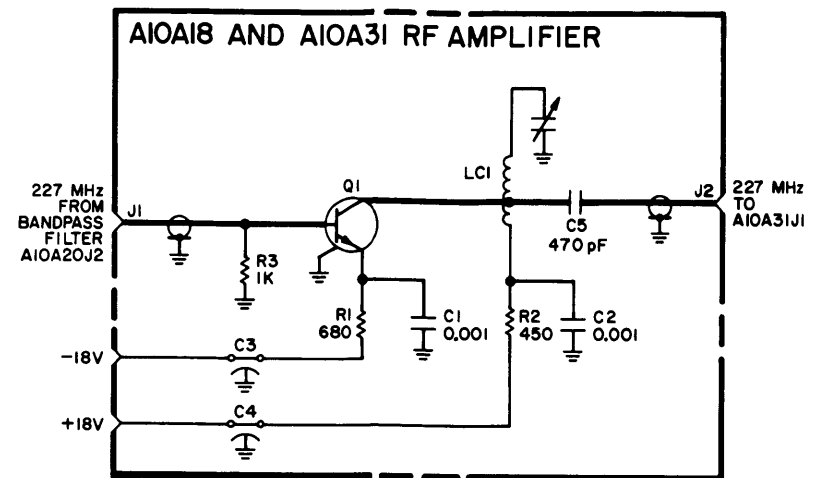 A10A18 AND A10A31 RF AMPLIFIER
LC1
Q1
227 MHz
FROM
BANDPASS
FILTER
A10A20J2
J1
J2
227 MHz
TO
A10A31J1
C5
470 pF
R3
1K
R1
680
C1
0.001
R2
450
C2
0.001
-18V
C3
+18V
C4